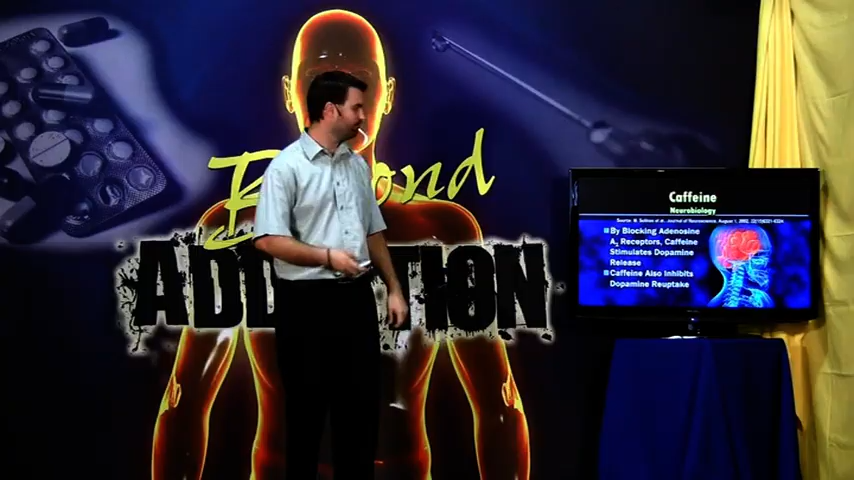 Beyond
ADDICTION
Caffeine
Neurobiology
By Blocking Adenosine
A₂ Receptors, Caffeine
Stimulates Dopamine
Release
Caffeine Also Inhibits
Dopamine Reuptake